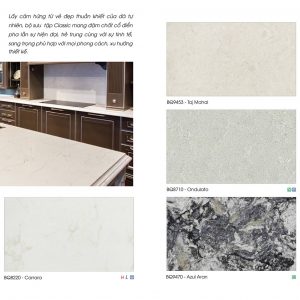 Lấy cảm hứng từ vẻ đẹp thuần khiết của đá tự
nhiên, bộ sưu tập Classic mang đậm chất cổ điển
pha lẫn sự hiện đại, trẻ trung cùng với sự tinh tế,
sang trọng phù hợp với mọi phong cách, xu hướng
thiết kế.
BQ9453 - Taj Mahal
BQ8710 - Ondulato
BQ8220 - Carrara
H L
BQ9470 - Azul Aran